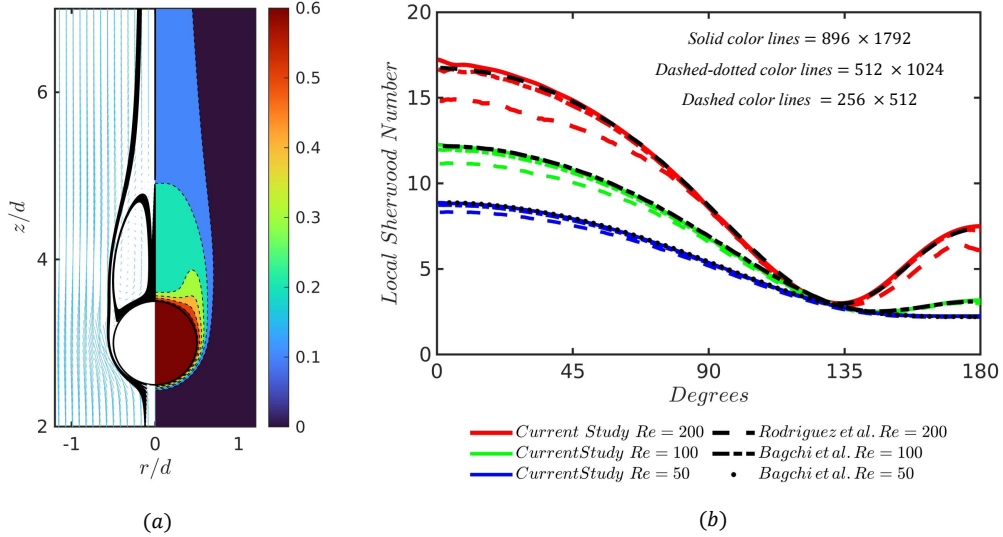 6
4
2
z/d
-1
0
1
r/d
0.6
0.5
0.4
0.3
0.2
0.1
0
(a)
Local Sherwood Number
20
15
10
5
0
0
45
90
135
180
Degrees
Solid color lines = 896 × 1792
Dashed-dotted color lines = 512 × 1024
Dashed color lines = 256 × 512
Current Study Re = 200
CurrentStudy Re = 100
CurrentStudy Re = 50
Rodriguez et al. Re = 200
Bagchi et al. Re = 100
Bagchi et al. Re = 50
(b)